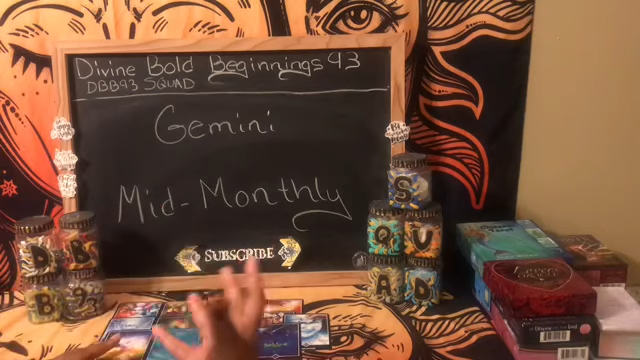 Divine Bold Beginnings 93
DBB93 SQUAD
Gemini
Mid-Monthly
SUBSCRIBE
D B
B 93
S
Q U
A D